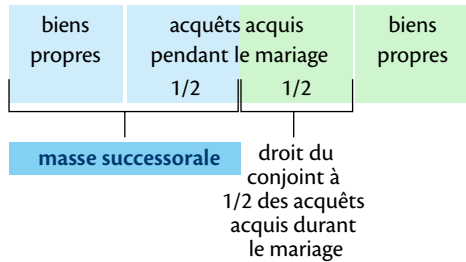 biens
propres
acquêts acquis
pendant le mariage
1/2
1/2
biens
propres
masse successorale
droit du
conjoint à
1/2 des acquêts
acquis durant
le mariage